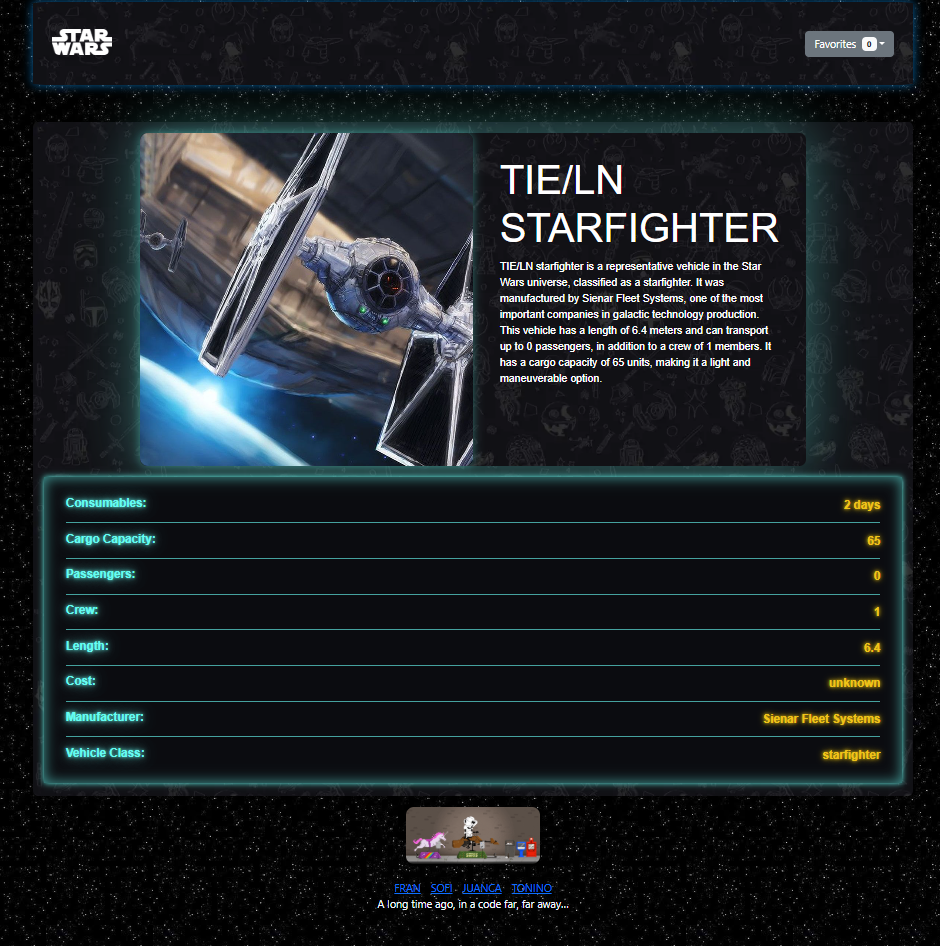 STAR
WARS
Favorites 0
TIE/LN
STARFIGHTER
TIE/LN starfighter is a representative vehicle in the Star
Wars universe, classified as a starfighter. It was
manufactured by Sienar Fleet Systems, one of the most
important companies in galactic technology production.
This vehicle has a length of 6.4 meters and can transport
up to 0 passengers, in addition to a crew of 1 members. It
has a cargo capacity of 65 units, making it a light and
maneuverable option.
Consumables: 2 days
Cargo Capacity: 65
Passengers: 0
Crew: 1
Length: 6.4
Cost: unknown
Manufacturer: Sienar Fleet Systems
Vehicle Class: starfighter
FRAN SOFI JUANCA TONINO
A long time ago, in a code far, far away...